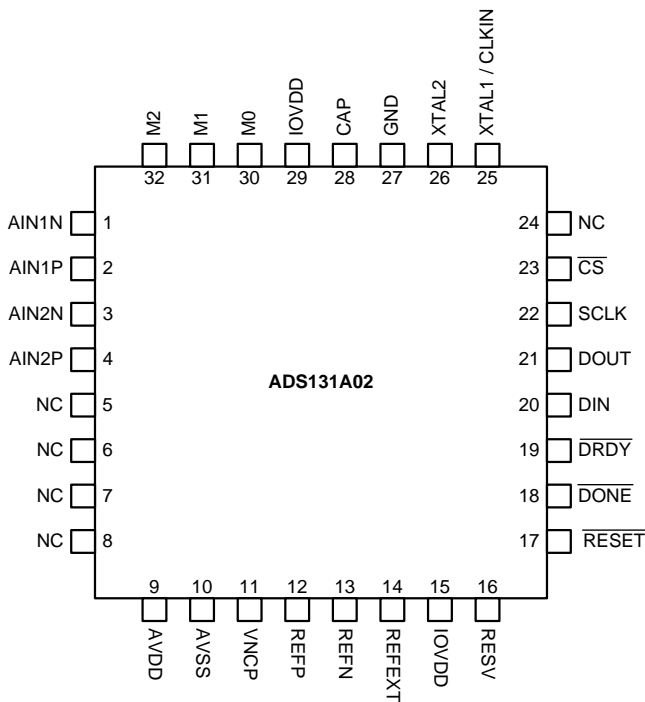 M2
M1
M0
IOVDD
CAP
GND
XTAL2
XTAL1 / CLKIN
32
31
30
29
28
27
26
25
AIN1N 1
AIN1P 2
AIN2N 3
AIN2P 4
NC 5
NC 6
NC 7
NC 8
ADS131A02
24 NC
23 CS
22 SCLK
21 DOUT
20 DIN
19 DRDY
18 DONE
17 RESET
9
10
11
12
13
14
15
16
AVDD
AVSS
VNCP
REFP
REFN
REFEXT
IOVDD
RESV